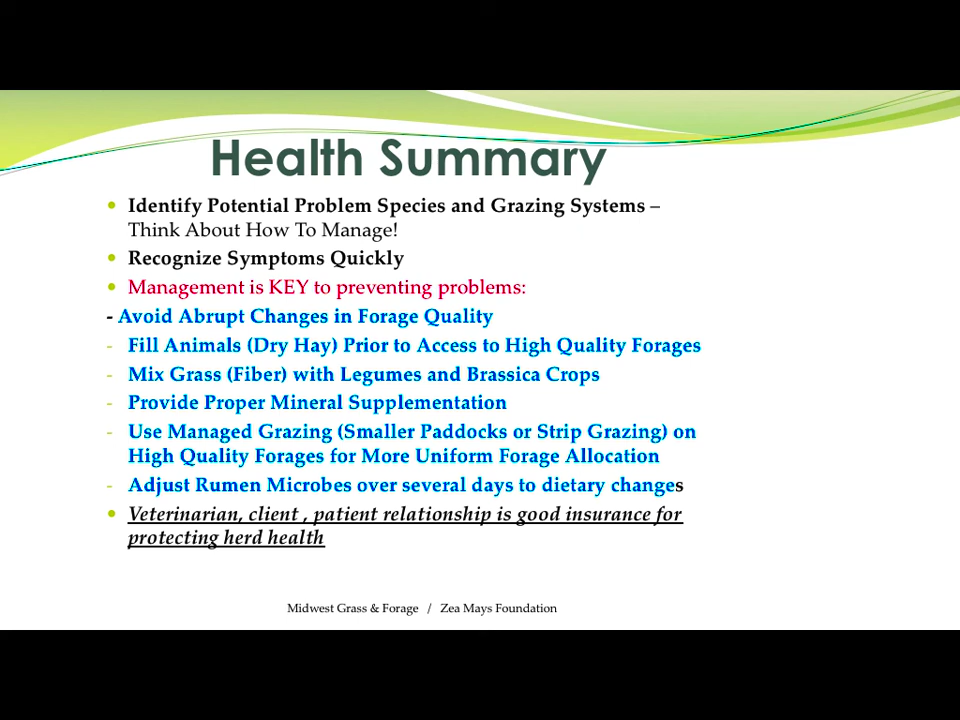 Health Summary
• Identify Potential Problem Species and Grazing Systems –
Think About How To Manage!
• Recognize Symptoms Quickly
• Management is KEY to preventing problems:
- Avoid Abrupt Changes in Forage Quality
- Fill Animals (Dry Hay) Prior to Access to High Quality Forages
- Mix Grass (Fiber) with Legumes and Brassica Crops
- Provide Proper Mineral Supplementation
- Use Managed Grazing (Smaller Paddocks or Strip Grazing) on
High Quality Forages for More Uniform Forage Allocation
- Adjust Rumen Microbes over several days to dietary changes
• Veterinarian, client , patient relationship is good insurance for
protecting herd health
Midwest Grass & Forage / Zea Mays Foundation